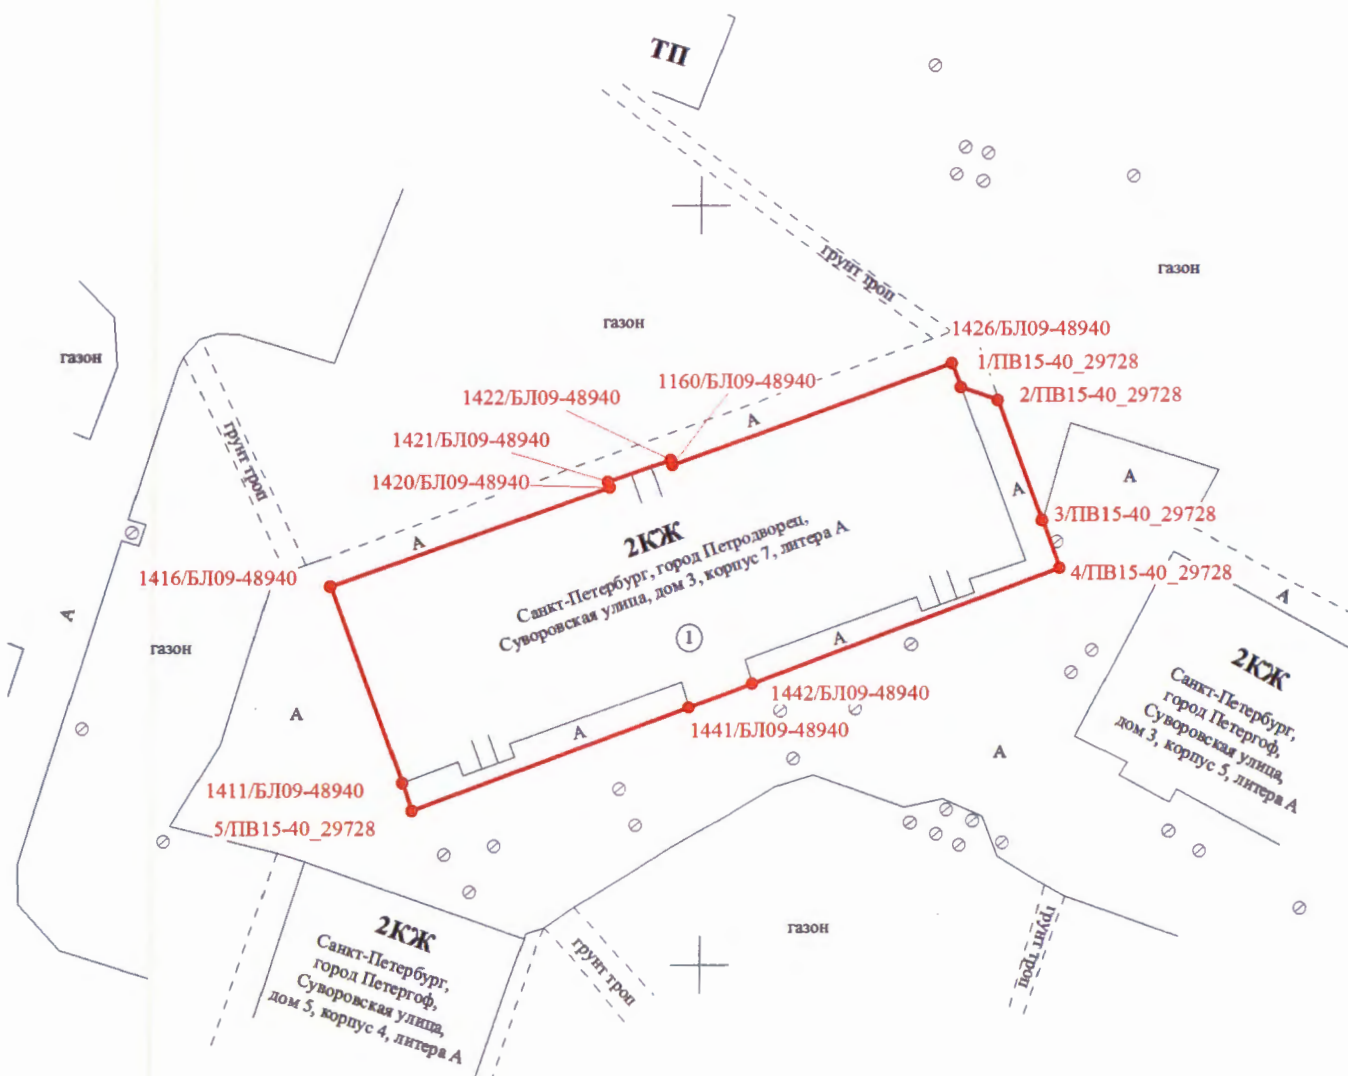 ТП
грунт троп
газон
газон
1426/БЛ09-48940
1/ПВ15-40_29728
2/ПВ15-40_29728
1160/БЛ09-48940
1422/БЛ09-48940
1421/БЛ09-48940
1420/БЛ09-48940
газон
грунт троп
А
А
А
А
3/ПВ15-40_29728
4/ПВ15-40_29728
1416/БЛ09-48940
2КЖ
Санкт-Петербург, город Петродворец,
Суворовская улица, дом 3, корпус 7, литера А
1
А
А
газон
А
А
А
1442/БЛ09-48940
1441/БЛ09-48940
А
2КЖ
Санкт-Петербург,
город Петергоф,
Суворовская улица,
дом 3, корпус 5, литера А
1411/БЛ09-48940
5/ПВ15-40_29728
2КЖ
Санкт-Петербург,
город Петергоф,
Суворовская улица,
дом 5, корпус 4, литера А
грунт троп
газон
грунт троп